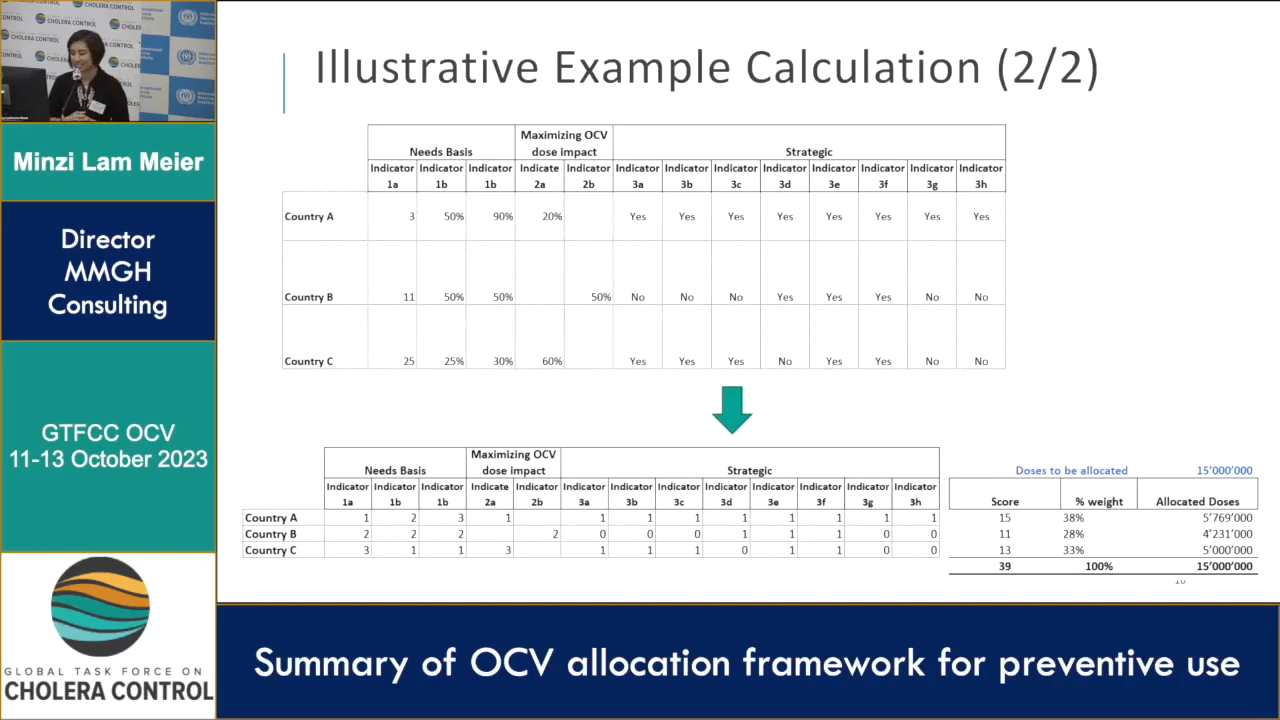 Illustrative Example Calculation (2/2)
Minzi Lam Meier
Director
MMGH
Consulting
GTFCC OCV
11-13 October 2023
GLOBAL TASK FORCE ON
CHOLERA CONTROL
Needs Basis Maximizing OCV dose impact Strategic
Indicator 1a Indicator 1b Indicator 1b Indicate 2a Indicator 2b Indicator 3a Indicator 3b Indicator 3c Indicator 3d Indicator 3e Indicator 3f Indicator 3g Indicator 3h
Country A 3 50% 90% 20% Yes Yes Yes Yes Yes Yes Yes Yes
Country B 11 50% 50% 50% No No No Yes Yes Yes No No
Country C 25 25% 30% 60% Yes Yes Yes No Yes Yes No No
Needs Basis Maximizing OCV dose impact Strategic
Indicator 1a Indicator 1b Indicator 1b Indicate 2a Indicator 2b Indicator 3a Indicator 3b Indicator 3c Indicator 3d Indicator 3e Indicator 3f Indicator 3g Indicator 3h
Country A 1 2 3 1 1 1 1 1 1 1 1 1
Country B 2 2 2 2 0 0 0 1 1 1 0 0
Country C 3 1 1 3 1 1 1 0 1 1 0 0
Doses to be allocated 15'000'000
Score % weight Allocated Doses
15 38% 5'769'000
11 28% 4'231'000
13 33% 5'000'000
39 100% 15'000'000
Summary of OCV allocation framework for preventive use